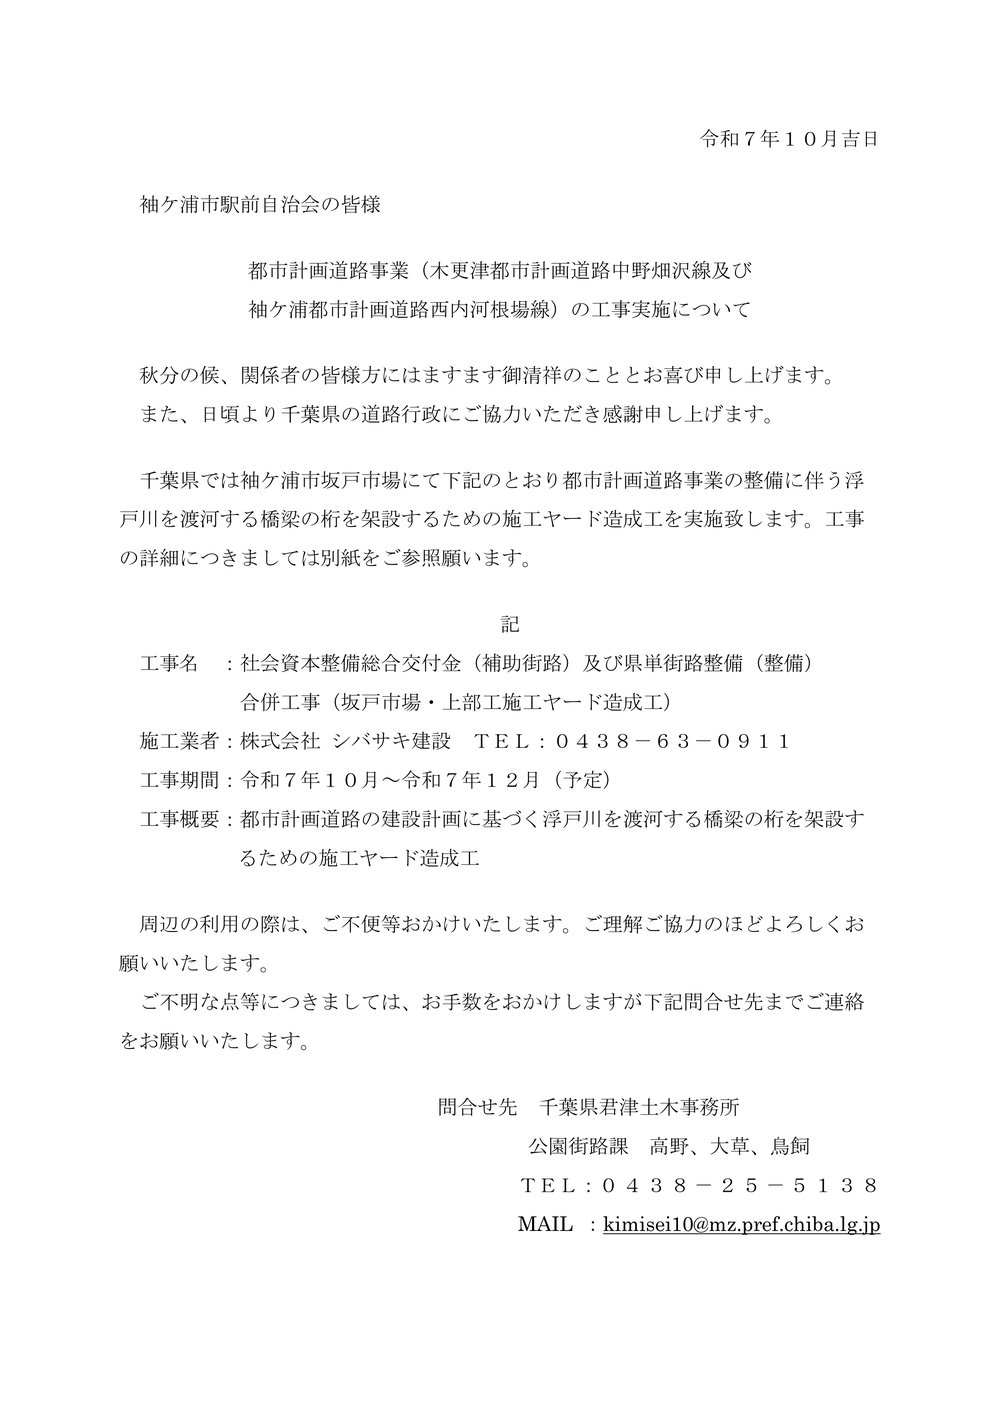 令和７年１０月吉日
袖ケ浦市駅前自治会の皆様
都市計画道路事業（木更津都市計画道路中野畑沢線及び
袖ケ浦都市計画道路西内河根場線）の工事実施について
秋分の候、関係者の皆様方にはますます御清祥のこととお喜び申し上げます。
また、日頃より千葉県の道路行政にご協力いただき感謝申し上げます。
千葉県では袖ケ浦市坂戸市場にて下記のとおり都市計画道路事業の整備に伴う浮
戸川を渡河する橋梁の桁を架設するための施工ヤード造成工を実施致します。工事
の詳細につきましては別紙をご参照願います。
記
工事名　：社会資本整備総合交付金（補助街路）及び県単街路整備（整備）
合併工事（坂戸市場・上部工施工ヤード造成工）
施工業者：株式会社 シバサキ建設　ＴＥＬ：０４３８－６３－０９１１
工事期間：令和７年１０月～令和７年１２月（予定）
工事概要：都市計画道路の建設計画に基づく浮戸川を渡河する橋梁の桁を架設す
るための施工ヤード造成工
周辺の利用の際は、ご不便等おかけいたします。ご理解ご協力のほどよろしくお
願いいたします。
ご不明な点等につきましては、お手数をおかけしますが下記問合せ先までご連絡
をお願いいたします。
問合せ先　千葉県君津土木事務所
公園街路課　高野、大草、鳥飼
ＴＥＬ：０４３８－２５－５１３８
MAIL ：kimisei10@mz.pref.chiba.lg.jp